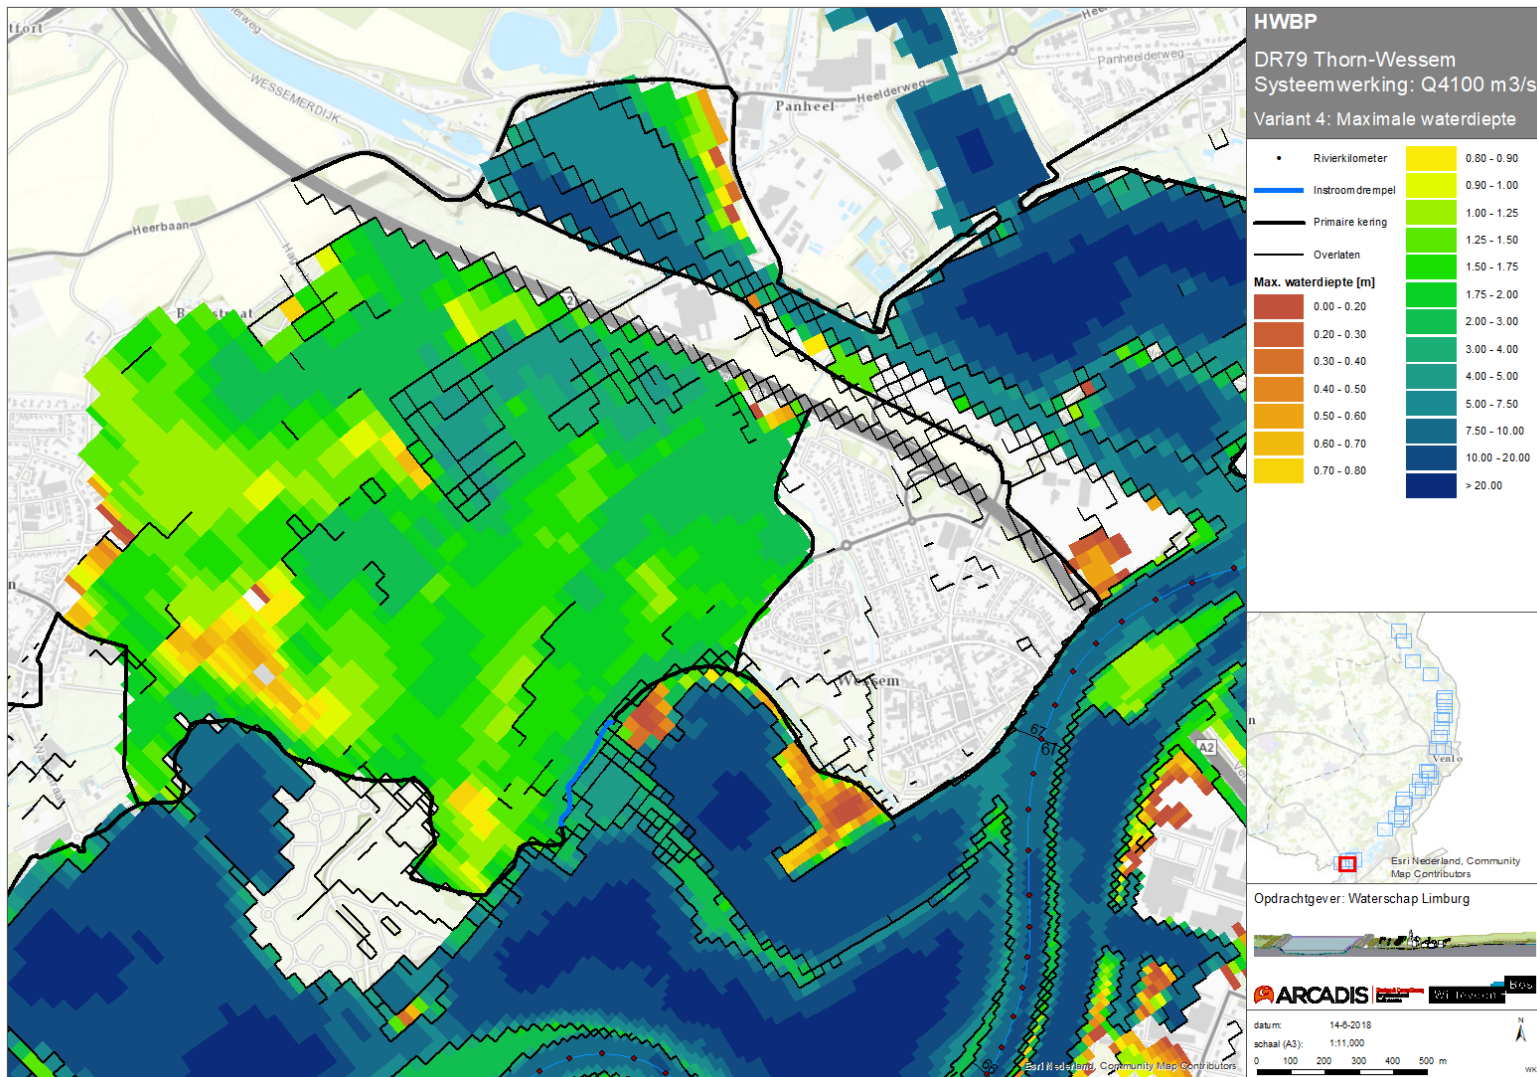 HWBP
DR79 Thorn-Wessem
Systeemwerking: Q4100 m3/s
Variant 4: Maximale waterdiepte
Rivierkilometer
Instroomdrempel
Primaire kering
Overlaten
Max. waterdiepte [m]
0.00 - 0.20
0.20 - 0.30
0.30 - 0.40
0.40 - 0.50
0.50 - 0.60
0.60 - 0.70
0.70 - 0.80
0.80 - 0.90
0.90 - 1.00
1.00 - 1.25
1.25 - 1.50
1.50 - 1.75
1.75 - 2.00
2.00 - 3.00
3.00 - 4.00
4.00 - 5.00
5.00 - 7.50
7.50 - 10.00
10.00 - 20.00
> 20.00
Venlo
Esri Nederland, Community
Map Contributors
Opdrachtgever: Waterschap Limburg
ARCADIS
Witteveen
Bos
datum: 14-6-2018
schaal (A3): 1:11,000
N
0 100 200 300 400 500 m
tfort
WESSEMERDIJK
Panheel
Heelderweg
Panheelderweg
Heerbaan
Wessem
67
67
A2
68
Esri Nederland, Community Map Contributors